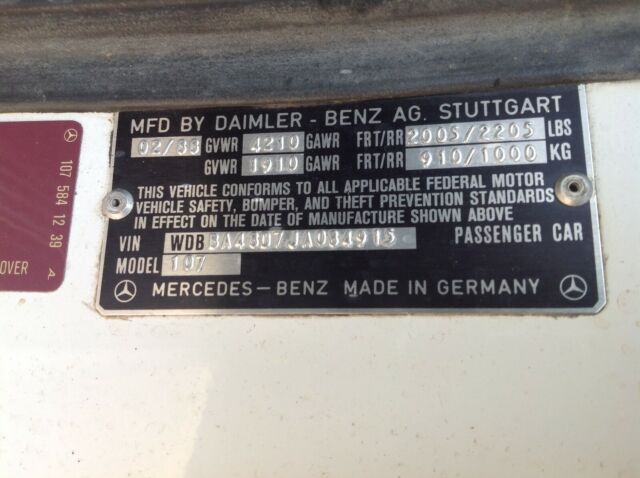 MFD BY DAIMLER - BENZ AG. STUTTGART
02/88 GVWR 4210 GAWR FRT/RR 2005/2205 LBS
GVWR 1910 GAWR FRT/RR 910/1000 KG
THIS VEHICLE CONFORMS TO ALL APPLICABLE FEDERAL MOTOR
VEHICLE SAFETY, BUMPER, AND THEFT PREVENTION STANDARDS
IN EFFECT ON THE DATE OF MANUFACTURE SHOWN ABOVE
VIN WDBBA48D7JA084915 PASSENGER CAR
MODEL 107
MERCEDES-BENZ MADE IN GERMANY
107 584 12 39 A
OVER